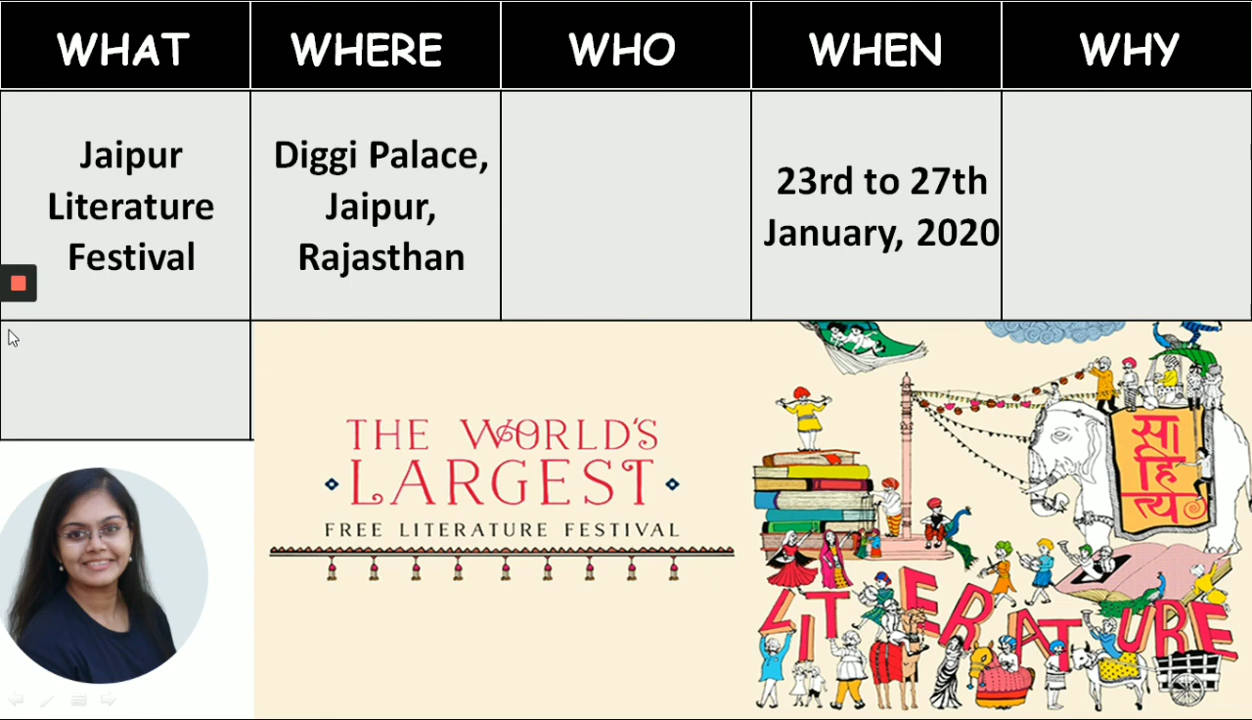 WHAT
WHERE
WHO
WHEN
WHY
Jaipur
Literature
Festival
Diggi Palace,
Jaipur,
Rajasthan
23rd to 27th
January, 2020
THE WORLD'S
LARGEST
FREE LITERATURE FESTIVAL
सा
हि
त्य
LITERATURE